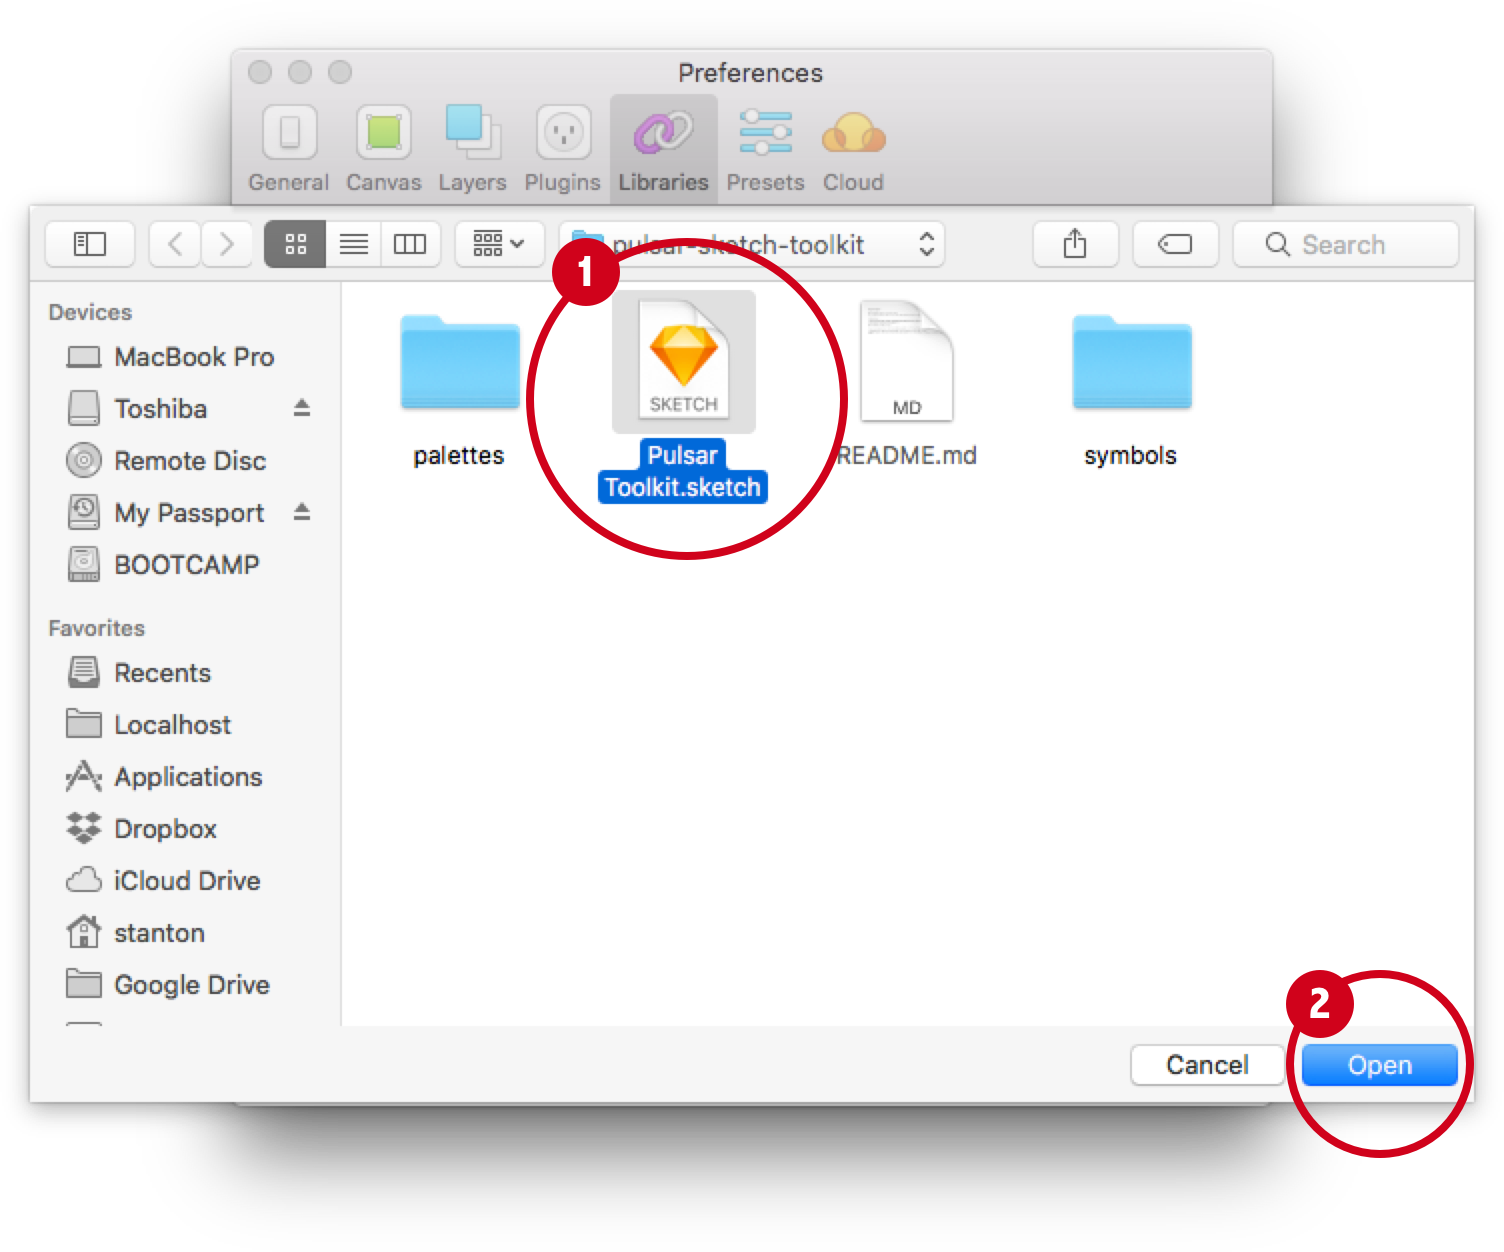 Preferences
General Canvas Layers Plugins Libraries Presets Cloud
pulsar-sketch-toolkit
Search
1
Devices
MacBook Pro
Toshiba
Remote Disc
My Passport
BOOTCAMP
Favorites
Recents
Localhost
Applications
Dropbox
iCloud Drive
stanton
Google Drive
SKETCH
MD
palettes
Pulsar
Toolkit.sketch
README.md
symbols
2
Cancel
Open